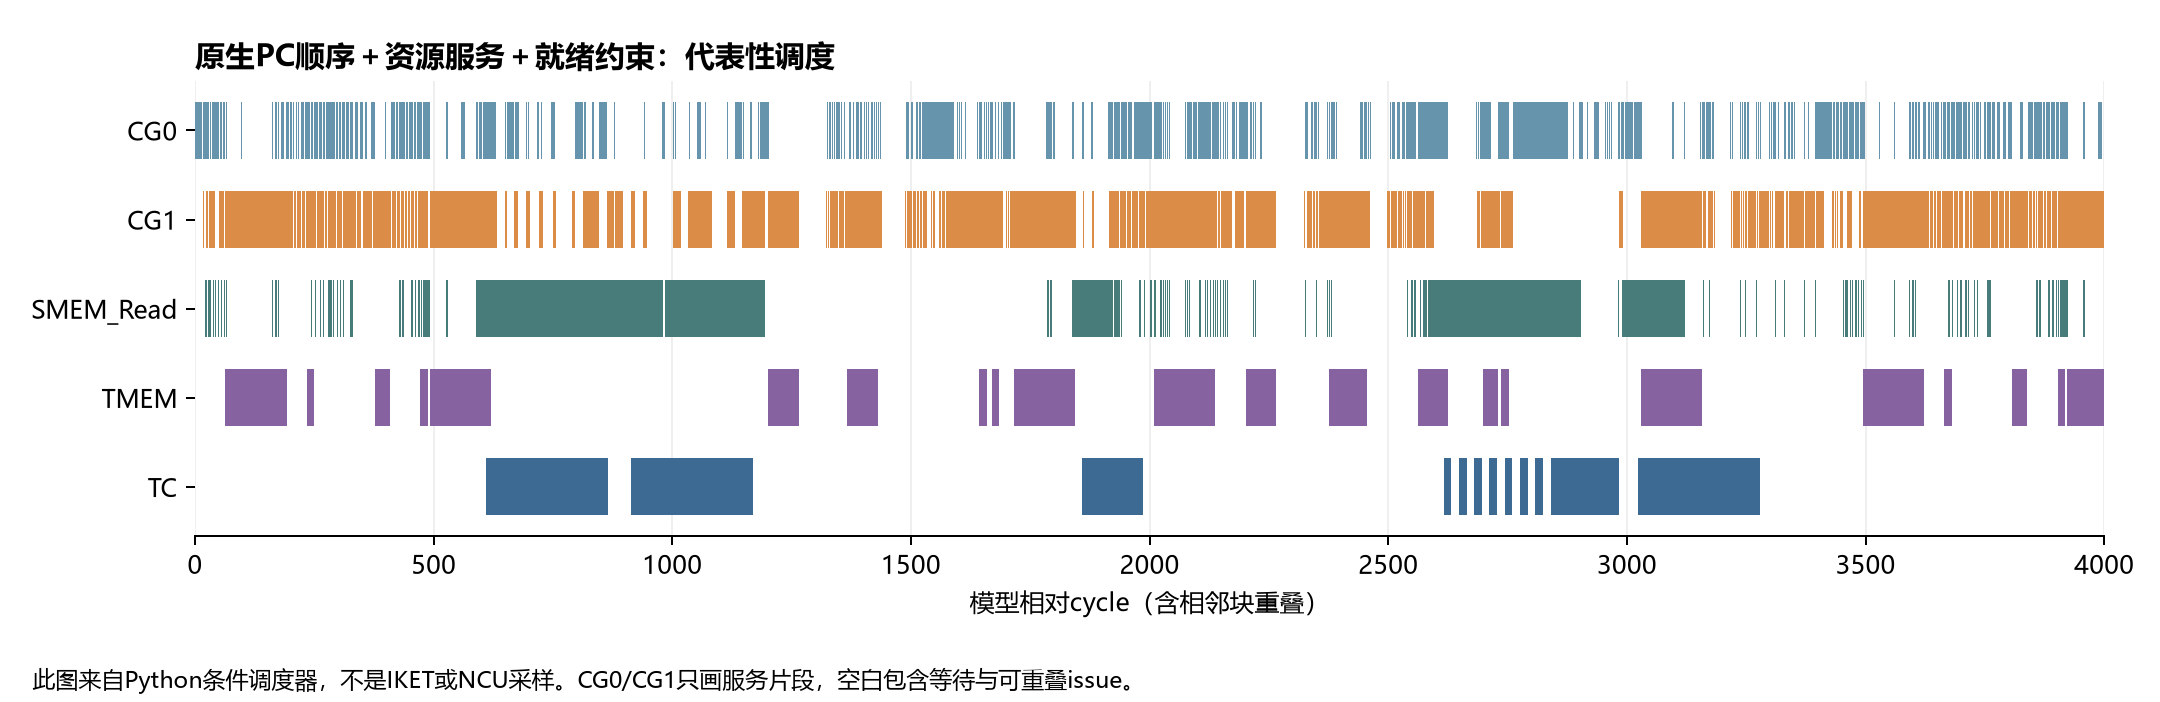 原生PC顺序＋资源服务＋就绪约束：代表性调度
CG0
CG1
SMEM_Read
TMEM
TC
0 500 1000 1500 2000 2500 3000 3500 4000
模型相对cycle（含相邻块重叠）
此图来自Python条件调度器，不是IKET或NCU采样。CG0/CG1只画服务片段，空白包含等待与可重叠issue。